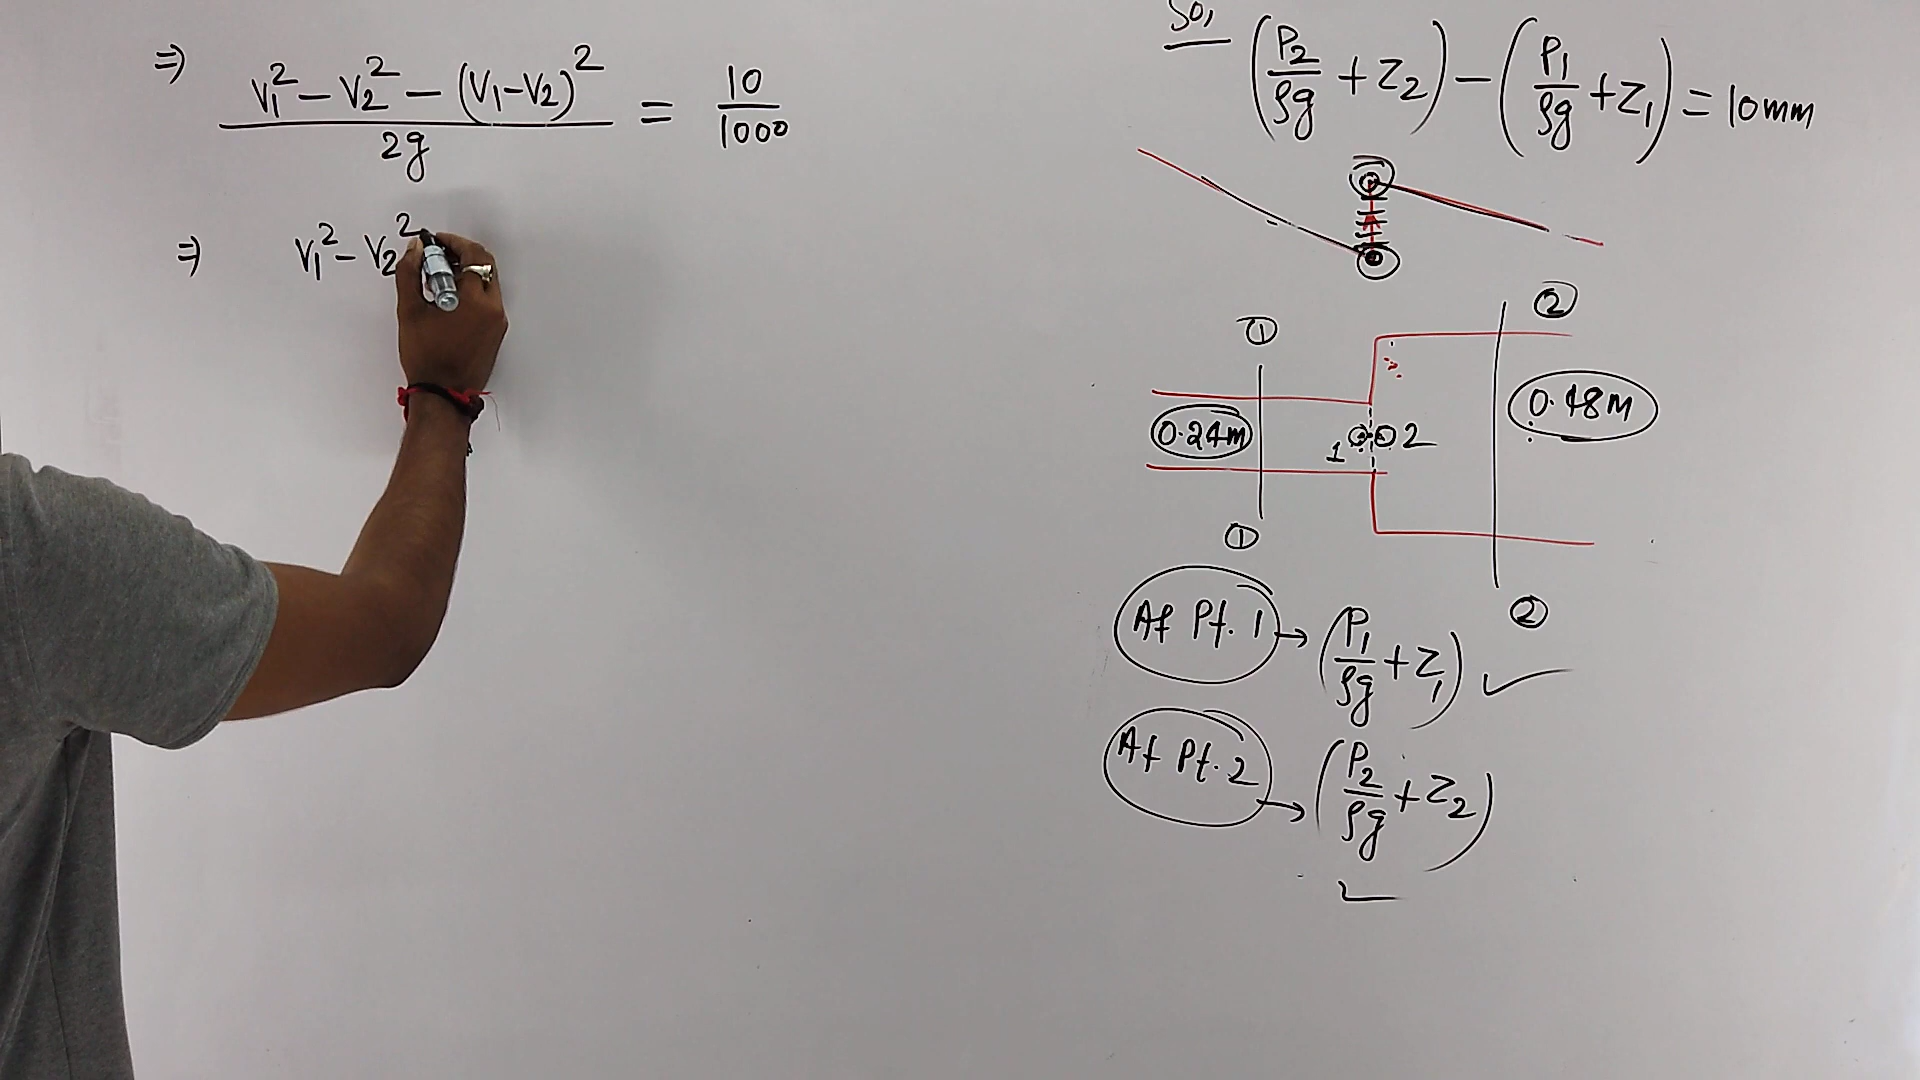 ⇒ (V₁² − V₂² − (V₁−V₂)²)/2g = 10/1000
⇒ V₁² − V₂²
So, (P₂/ρg + Z₂) − (P₁/ρg + Z₁) = 10mm
① ②
0.24m 1 2 0.48m
① ②
At Pt. 1 → (P₁/ρg + Z₁) ✓
At Pt. 2 → (P₂/ρg + Z₂)